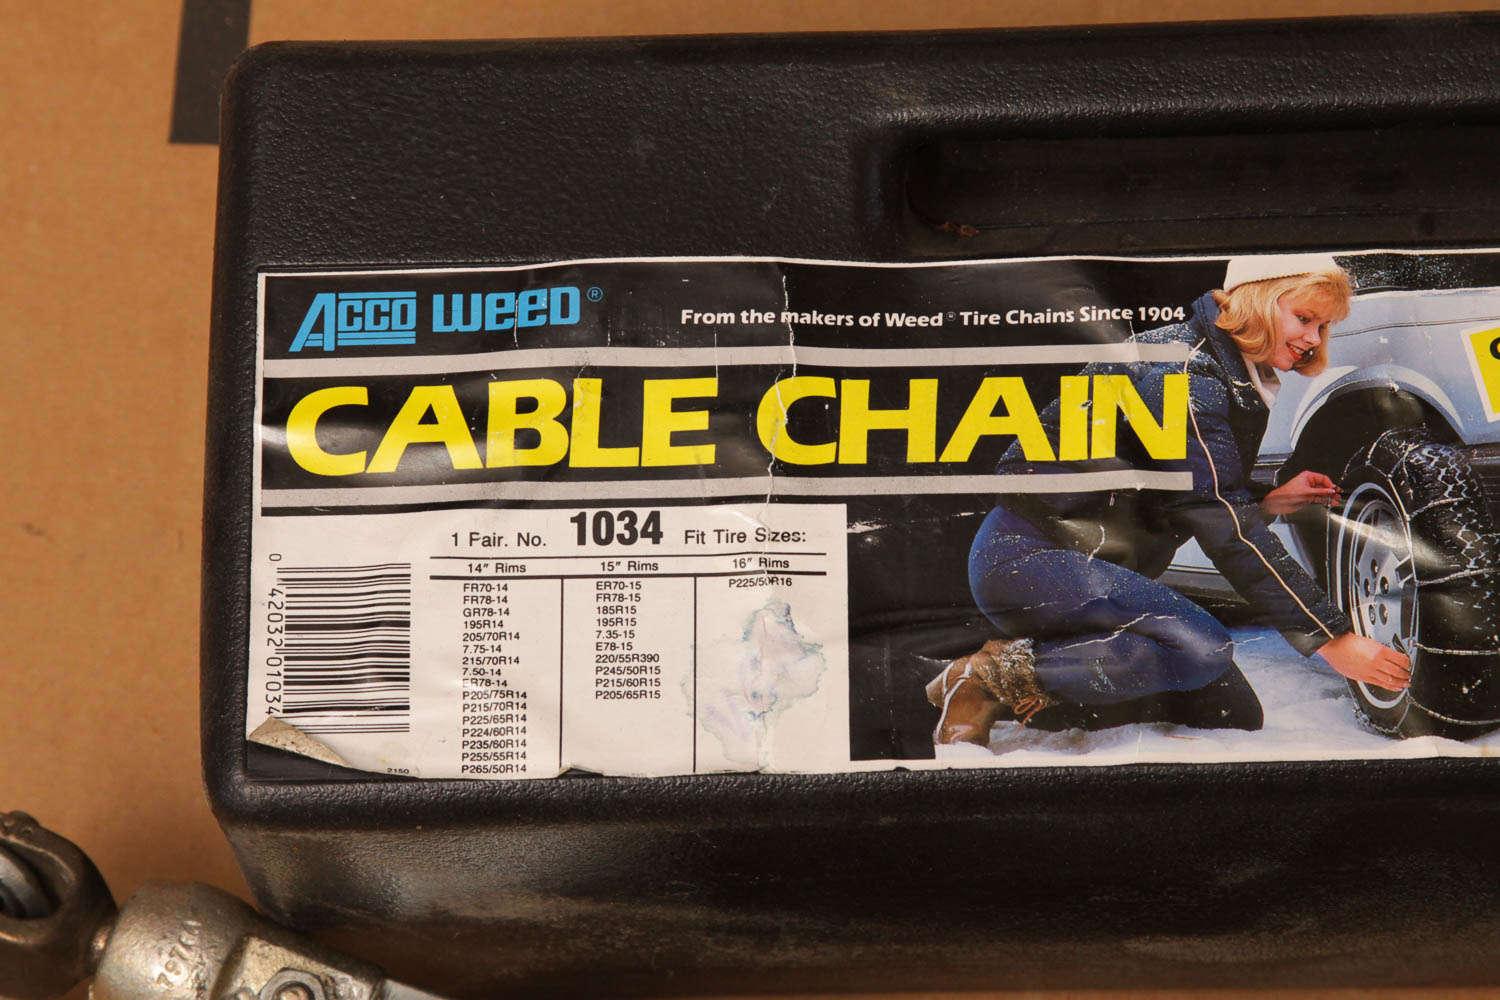 ACCO WEED®
From the makers of Weed® Tire Chains Since 1904
CABLE CHAIN
1 Pair. No. 1034 Fit Tire Sizes:
14" Rims
FR70-14
FR78-14
GR78-14
195R14
205/70R14
7.75-14
215/70R14
7.50-14
ER78-14
P205/75R14
P215/70R14
P225/65R14
P224/60R14
P235/60R14
P255/55R14
P265/50R14
15" Rims
ER70-15
FR78-15
185R15
195R15
7.35-15
E78-15
220/55R390
P245/50R15
P215/60R15
P205/65R15
16" Rims
P225/50R16
0 42032 01034
2150